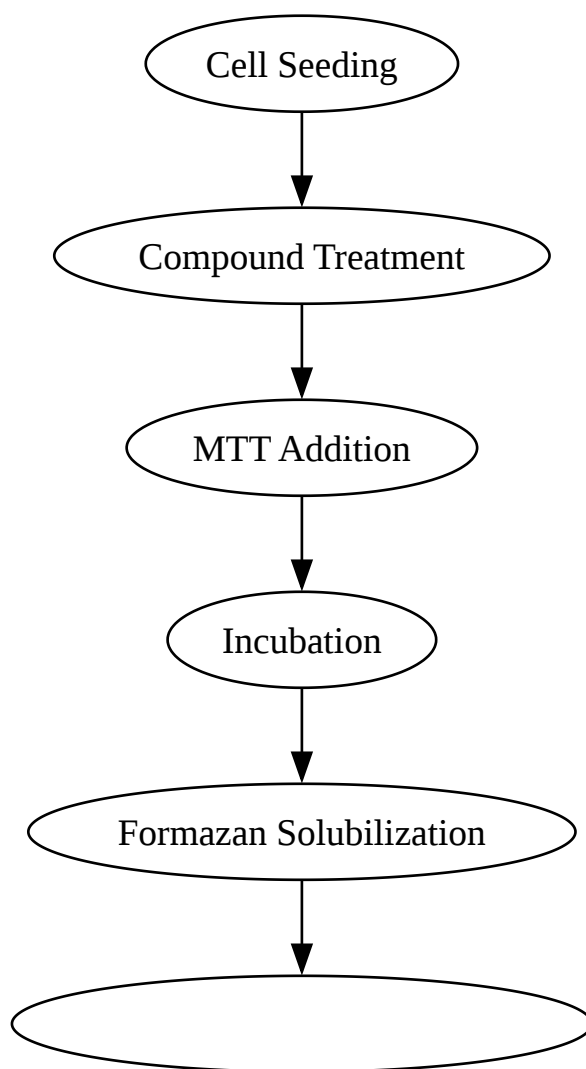 Cell Seeding
Compound Treatment
MTT Addition
Incubation
Formazan Solubilization